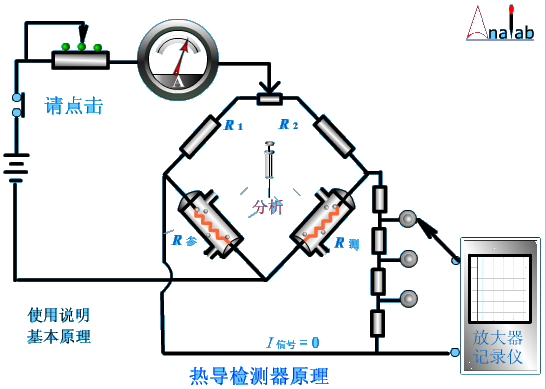 Analab
请点击
A
R1
R2
分析
R参
R测
使用说明
基本原理
I信号 = 0
放大器
记录仪
热导检测器原理